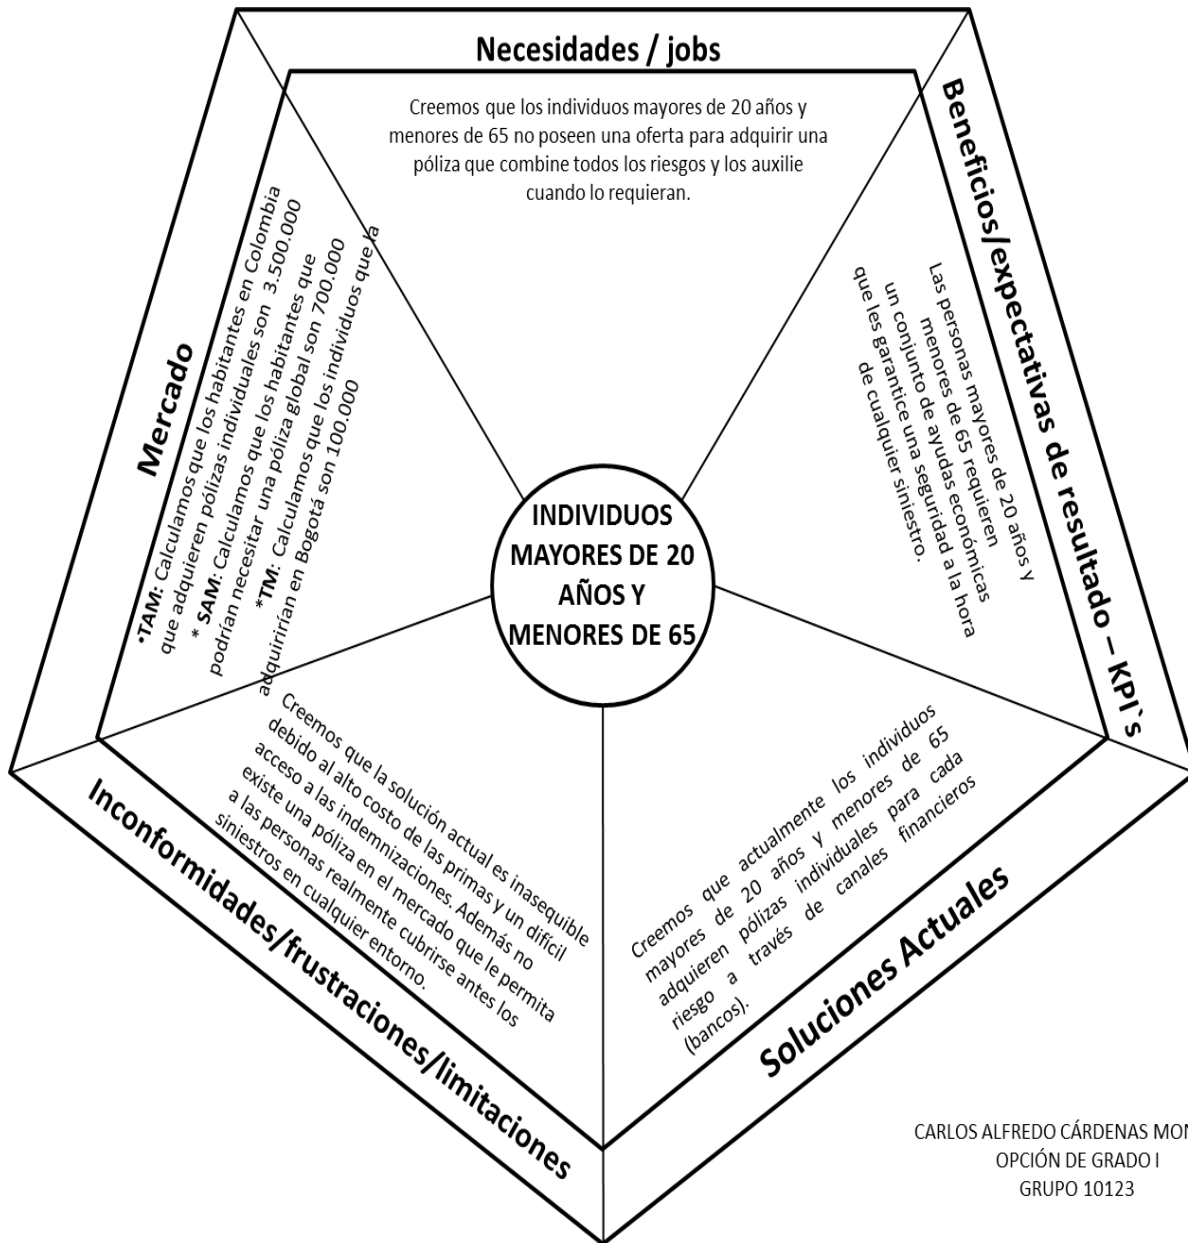 Necesidades / jobs
Creemos que los individuos mayores de 20 años y
menores de 65 no poseen una oferta para adquirir una
póliza que combine todos los riesgos y los auxilie
cuando lo requieran.
Beneficios/expectativas de resultado – KPI`s
Las personas mayores de 20 años y
menores de 65 requieren
un conjunto de ayudas económicas
que les garantice una seguridad a la hora
de cualquier siniestro.
Mercado
•TAM: Calculamos que los habitantes en Colombia
que adquieren pólizas individuales son 3.500.000
* SAM: Calculamos que los habitantes que
podrían necesitar una póliza global son 700.000
*TM: Calculamos que los individuos que la
adquirirían en Bogotá son 100.000
INDIVIDUOS
MAYORES DE 20
AÑOS Y
MENORES DE 65
Creemos que la solución actual es inasequible
debido al alto costo de las primas y un difícil
acceso a las indemnizaciones. Además no
existe una póliza en el mercado que le permita
a las personas realmente cubrirse antes los
siniestros en cualquier entorno.
Inconformidades/frustraciones/limitaciones
Creemos que actualmente los individuos
mayores de 20 años y menores de 65
adquieren pólizas individuales para cada
riesgo a través de canales financieros
(bancos).
Soluciones Actuales
CARLOS ALFREDO CÁRDENAS
OPCIÓN DE GRADO I
GRUPO 10123